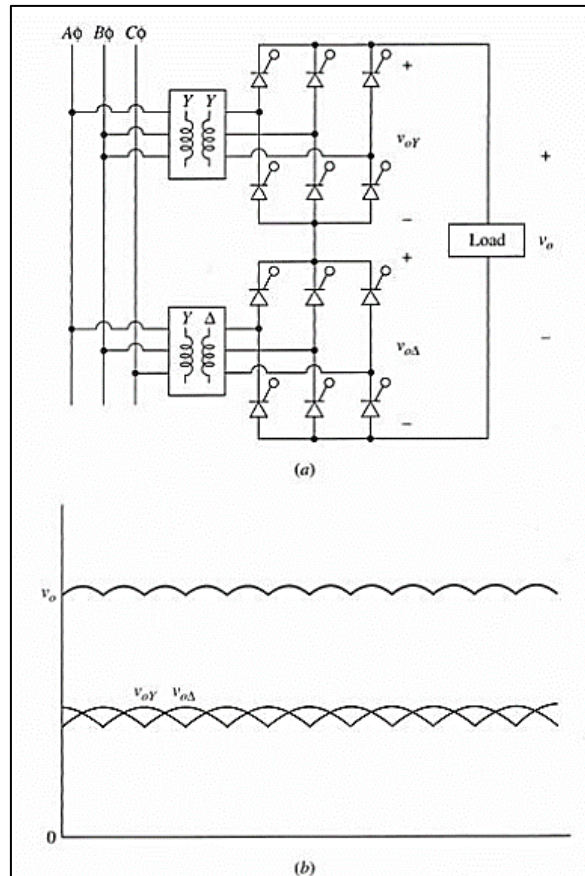 Aϕ Bϕ Cϕ
Y Y
+
v_oY
+
−
Load
v_o
+
Y Δ
v_oΔ
−
−
(a)
v_o
v_oY v_oΔ
0
(b)